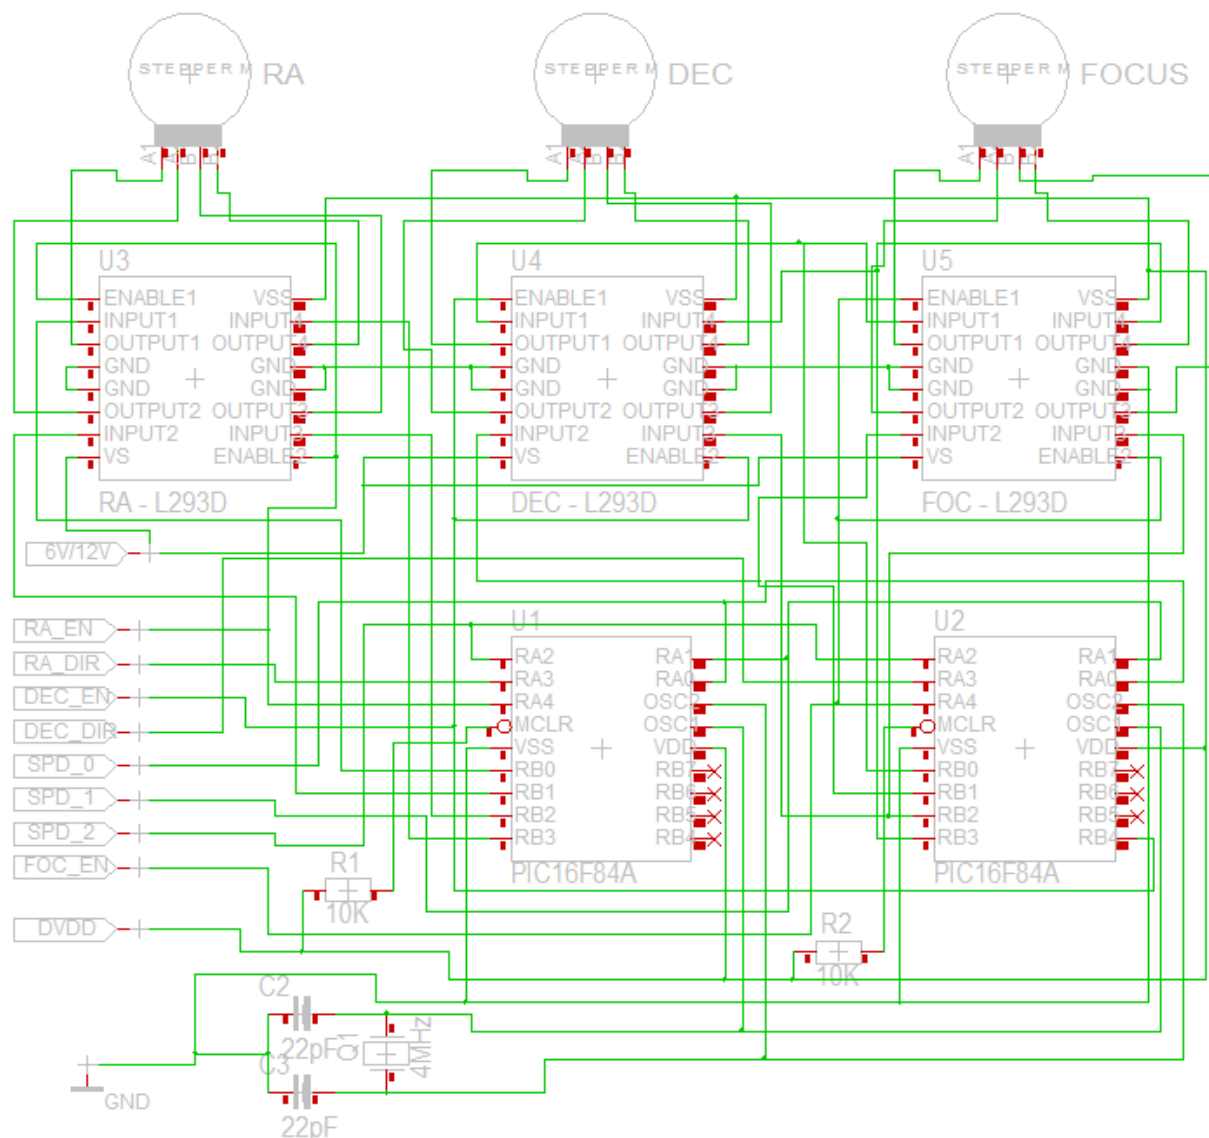 STEPPER M
RA
STEPPER M
DEC
STEPPER M
FOCUS
A1
A1
A1
U3
U4
U5
ENABLE1
VSS
INPUT1
INPUT4
OUTPUT1
OUTPUT4
GND
GND
GND
GND
OUTPUT2
OUTPUT3
INPUT2
INPUT3
VS
ENABLE2
RA - L293D
ENABLE1
VSS
INPUT1
INPUT4
OUTPUT1
OUTPUT4
GND
GND
GND
GND
OUTPUT2
OUTPUT3
INPUT2
INPUT3
VS
ENABLE2
DEC - L293D
ENABLE1
VSS
INPUT1
INPUT4
OUTPUT1
OUTPUT4
GND
GND
GND
GND
OUTPUT2
OUTPUT3
INPUT2
INPUT3
VS
ENABLE2
FOC - L293D
6V/12V
RA_EN
RA_DIR
DEC_EN
DEC_DIR
SPD_0
SPD_1
SPD_2
FOC_EN
DVDD
U1
RA2
RA1
RA3
RA0
RA4
OSC2
MCLR
OSC1
VSS
VDD
RB0
RB7
RB1
RB6
RB2
RB5
RB3
RB4
PIC16F84A
U2
RA2
RA1
RA3
RA0
RA4
OSC2
MCLR
OSC1
VSS
VDD
RB0
RB7
RB1
RB6
RB2
RB5
RB3
RB4
PIC16F84A
R1
10K
R2
10K
C2
22pF
C3
22pF
Q1
4MHz
GND